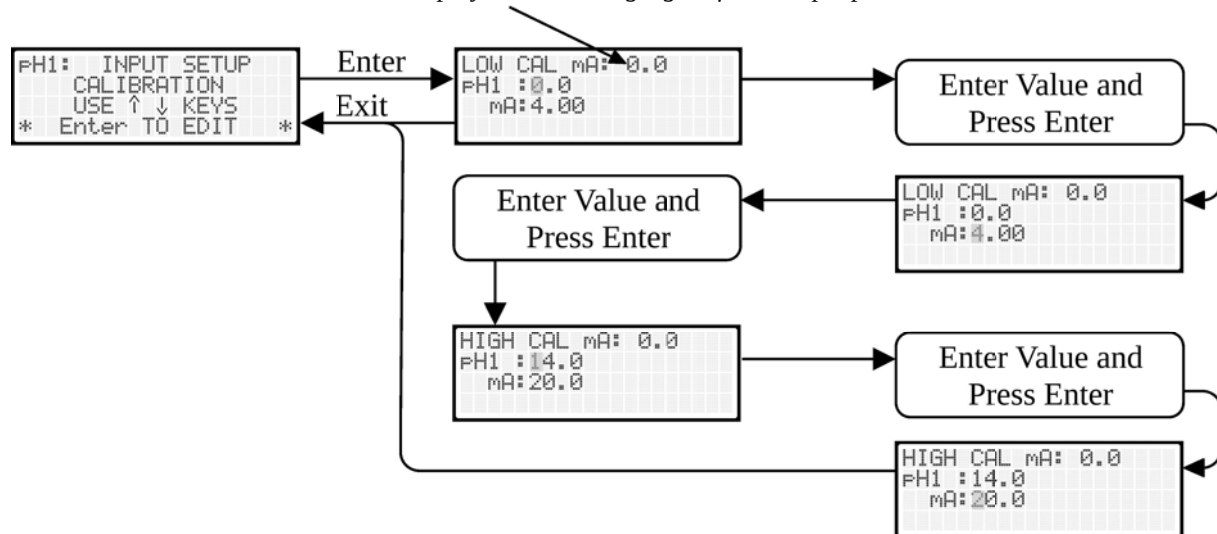 pH1: INPUT SETUP
CALIBRATION
USE ↑ ↓ KEYS
* Enter TO EDIT *
Enter
Exit
LOW CAL mA: 0.0
pH1 :0.0
mA:4.00
Enter Value and
Press Enter
LOW CAL mA: 0.0
pH1 :0.0
mA:4.00
Enter Value and
Press Enter
HIGH CAL mA: 0.0
pH1 :14.0
mA:20.0
Enter Value and
Press Enter
HIGH CAL mA: 0.0
pH1 :14.0
mA:20.0